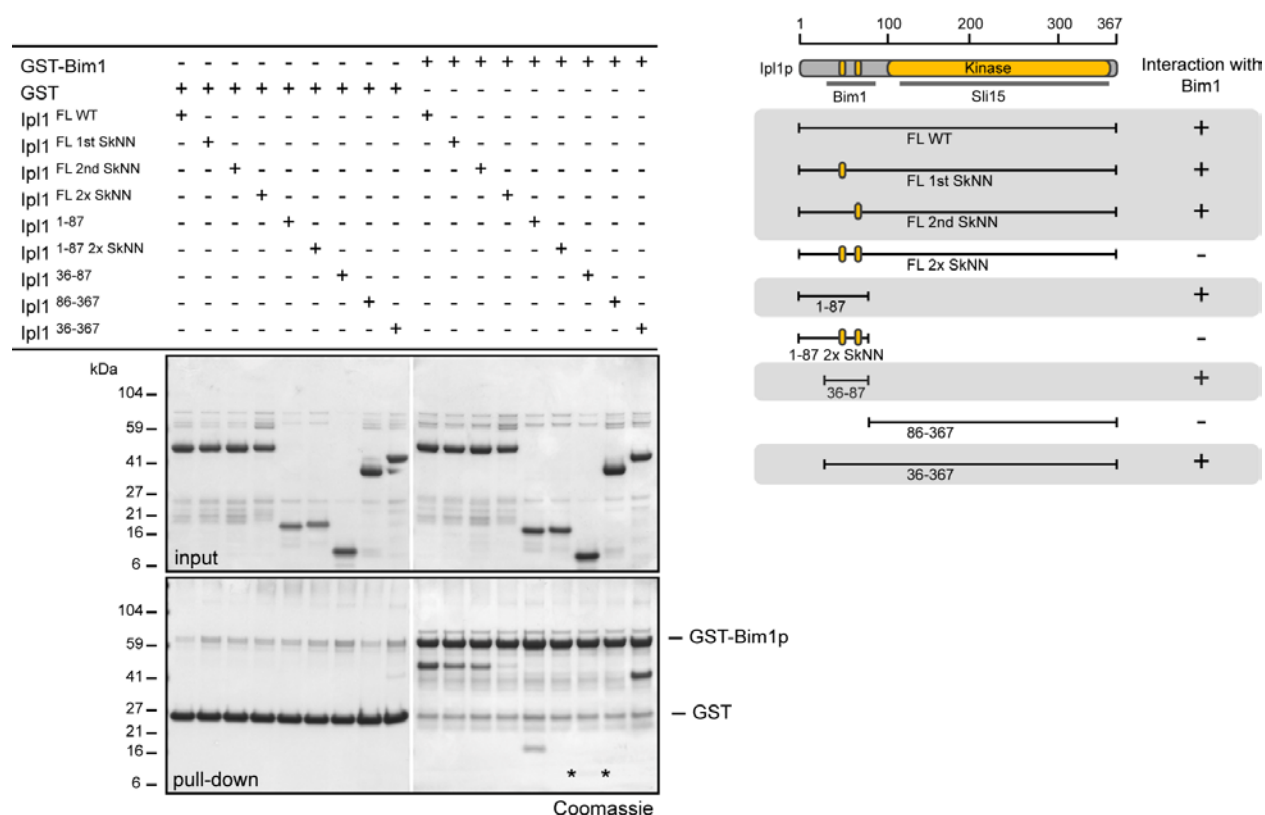 GST-Bim1 - - - - - - - - - + + + + + + + + +
GST + + + + + + + + + - - - - - - - - -
Ipl1 FL WT + - - - - - - - - + - - - - - - - -
Ipl1 FL 1st SkNN - + - - - - - - - - + - - - - - - -
Ipl1 FL 2nd SkNN - - + - - - - - - - - + - - - - - -
Ipl1 FL 2x SkNN - - - + - - - - - - - - + - - - - -
Ipl1 1-87 - - - - + - - - - - - - - + - - - -
Ipl1 1-87 2x SkNN - - - - - + - - - - - - - - + - - -
Ipl1 36-87 - - - - - - + - - - - - - - - + - -
Ipl1 86-367 - - - - - - - + - - - - - - - - + -
Ipl1 36-367 - - - - - - - - + - - - - - - - - +
kDa
104
59
41
27
21
16
6
input
104
59
41
27
21
16
6
pull-down
* *
GST-Bim1p
GST
Coomassie
1 100 200 300 367
Ipl1p Kinase
Bim1 Sli15
Interaction with
Bim1
FL WT +
FL 1st SkNN +
FL 2nd SkNN +
FL 2x SkNN -
1-87 +
1-87 2x SkNN -
36-87 +
86-367 -
36-367 +